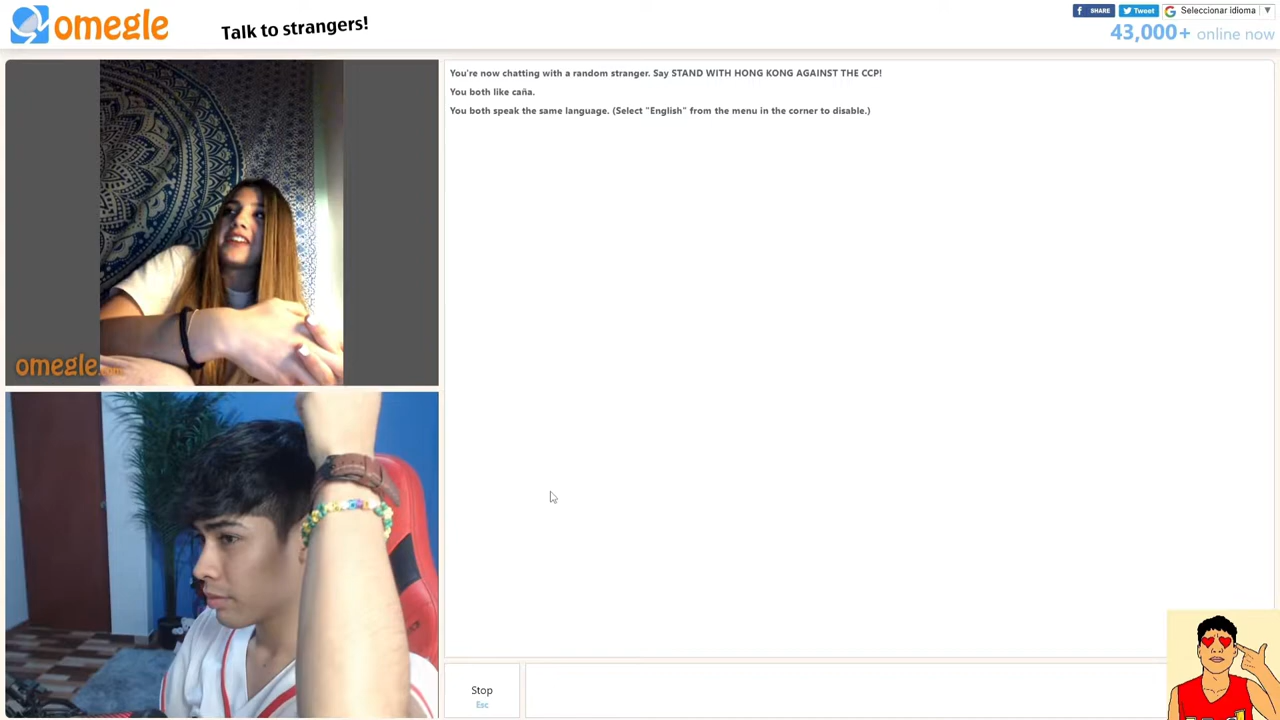 omegle
Talk to strangers!
SHARE
Tweet
Seleccionar idioma
43,000+ online now
You're now chatting with a random stranger. Say STAND WITH HONG KONG AGAINST THE CCP!
You both like caña.
You both speak the same language. (Select "English" from the menu in the corner to disable.)
omegle.com
Stop
Esc